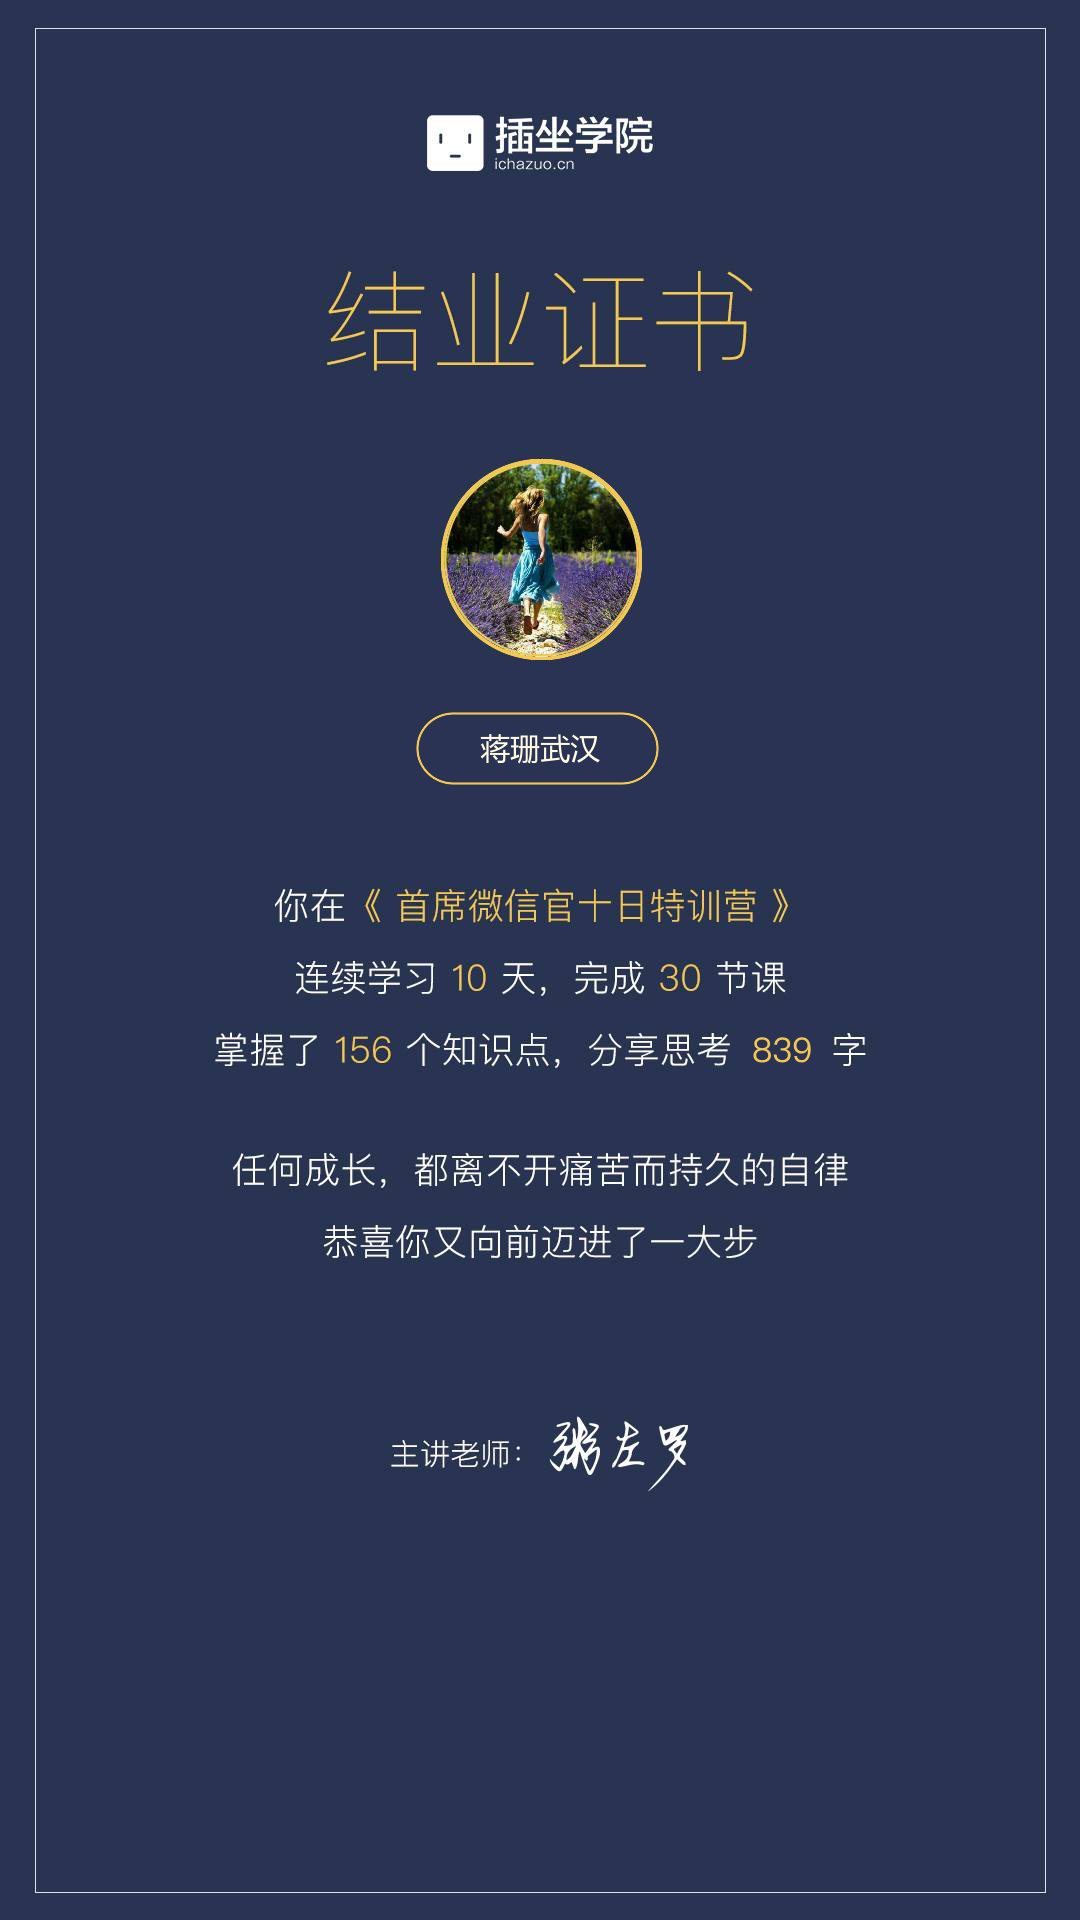 插坐学院
ichazuo.cn
结业证书
蒋珊武汉
你在《 首席微信官十日特训营 》
连续学习 10 天，完成 30 节课
掌握了 156 个知识点，分享思考 839 字
任何成长，都离不开痛苦而持久的自律
恭喜你又向前迈进了一大步
主讲老师：粥左罗